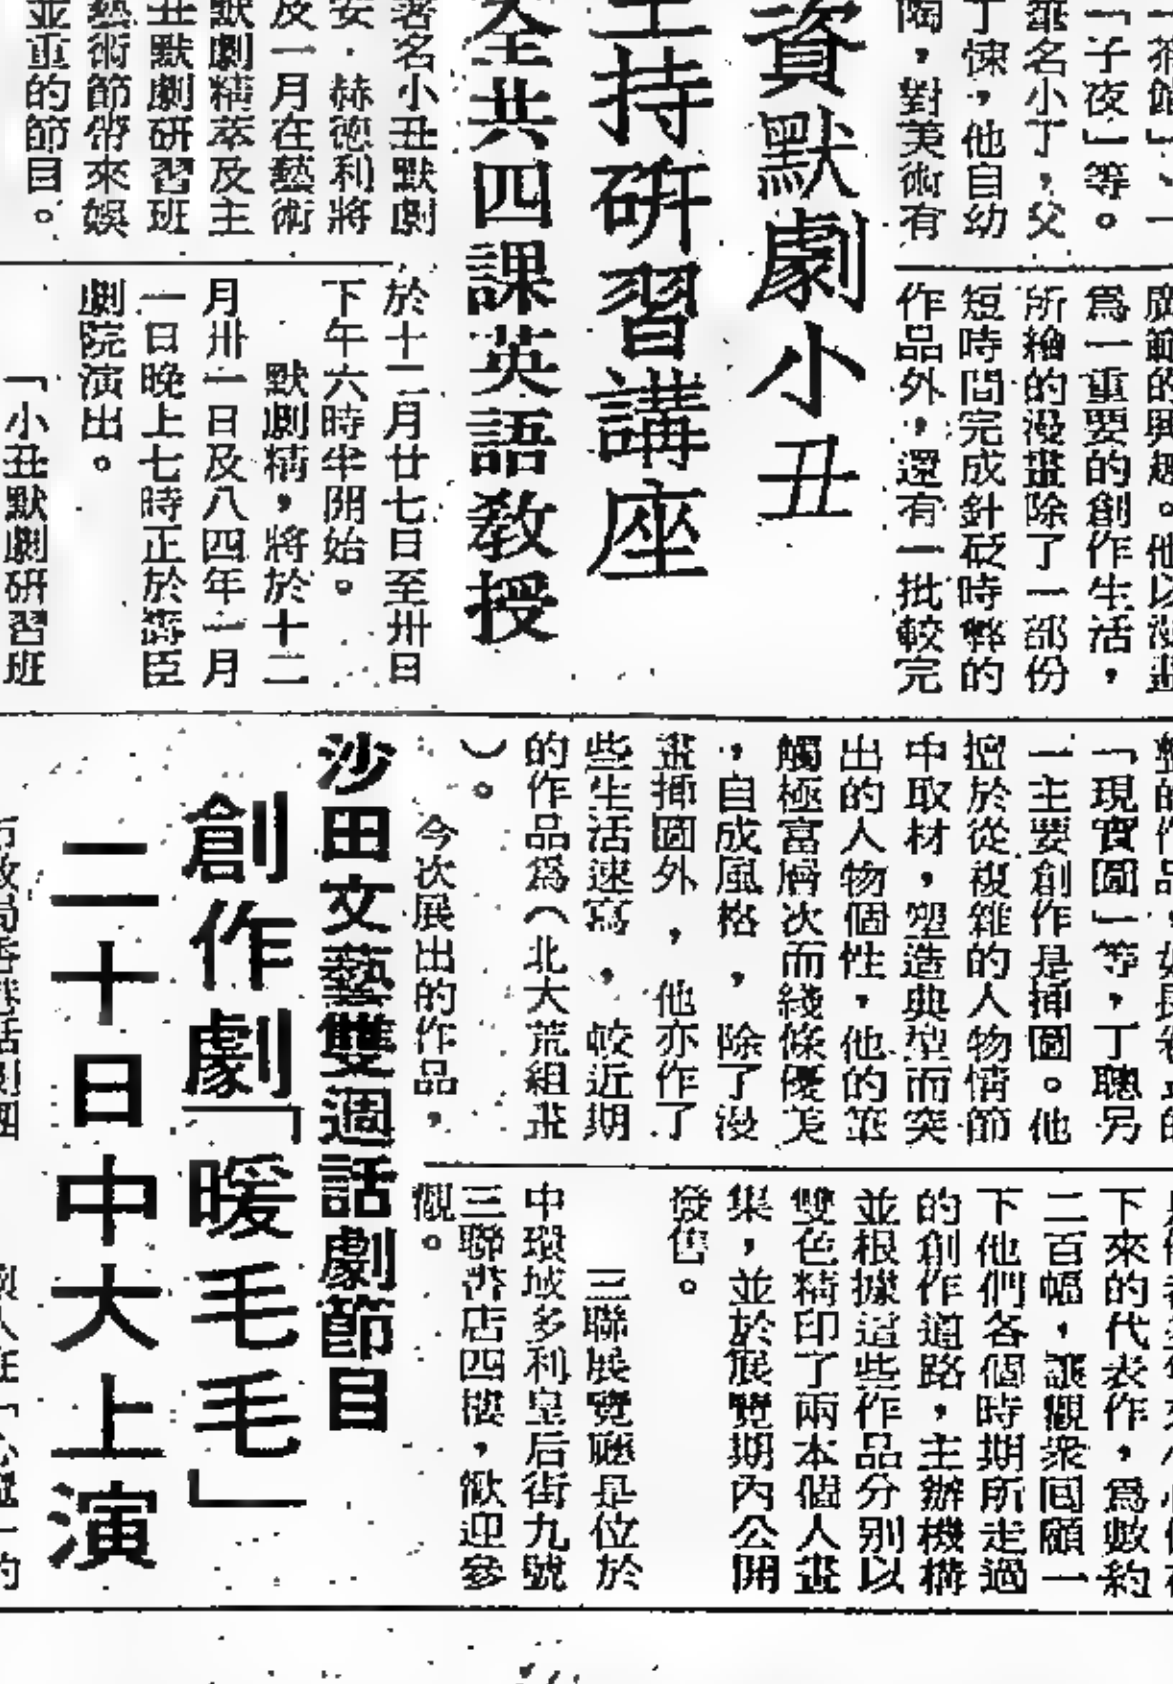 「子夜」等。
筆名小丁,父
丁悚,他自幼
陶,對美術有
爲一重要的創作生活,
所繪的漫畫除了一部份
短時間完成針砭時弊的
作品外,還有一批較完
「現實圖」等,丁聰另
一主要創作是插圖。他
擅於從複雜的人物情節
中取材,塑造典型而突
出的人物個性,他的筆
觸極富層次而綫條優美
,自成風格,除了漫
畫插圖外,他亦作了
些生活速寫,較近期
的作品爲(北大荒組畫
)。
今次展出的作品,
下來的代表作,爲數約
二百幅,讓觀衆回顧一
下他們各個時期所走過
的創作道路,主辦機構
並根據這些作品分别以
雙色精印了兩本個人畫
集,並於展覽期內公開
發售。
三聯展覽廳是位於
中環域多利皇后街九號
三聯書店四樓,歡迎參
觀。
資默劇小丑
主持研習講座
全共四課英語教授
著名小丑默劇
安.赫德利將
及一月在藝術
默劇精萃及主
丑默劇研習班
藝術節帶來娛
並重的節目。
於十二月廿七日至卅日
下午六時半開始。
默劇精,將於十二
月卅一日及八四年一月
一日晚上七時正於壽臣
劇院演出。
「小丑默劇研習班
沙田文藝雙週話劇節目
創作劇「暖毛毛」
二十日中大上演